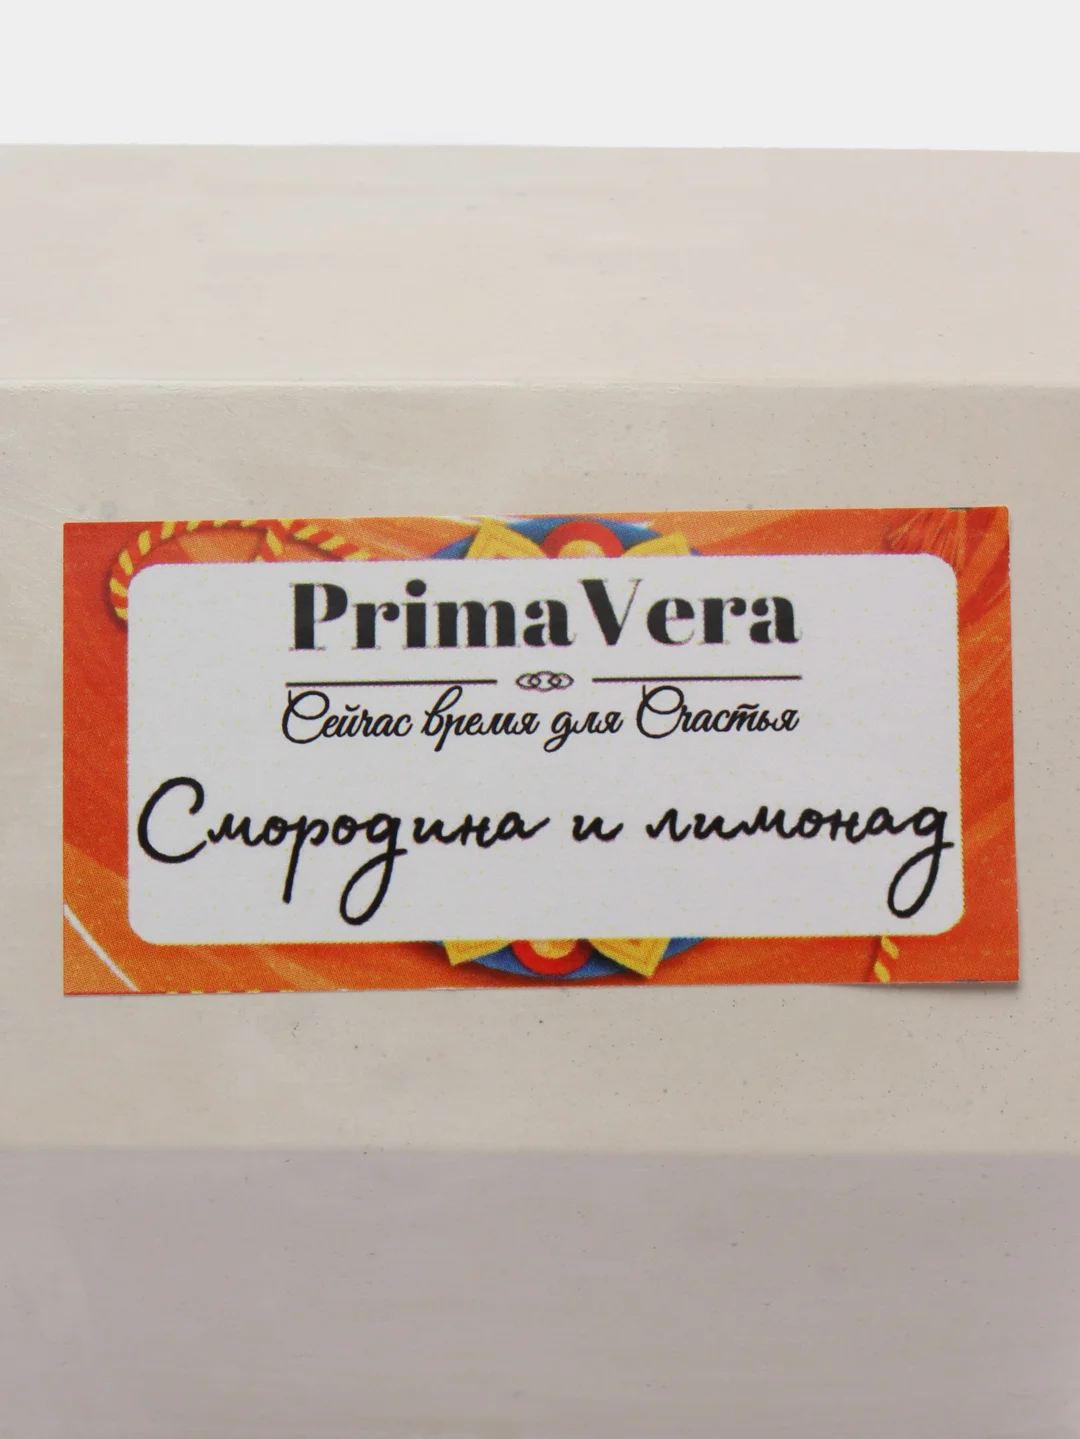 PrimaVera
Сейчас время для Счастья
Смородина и лимонад